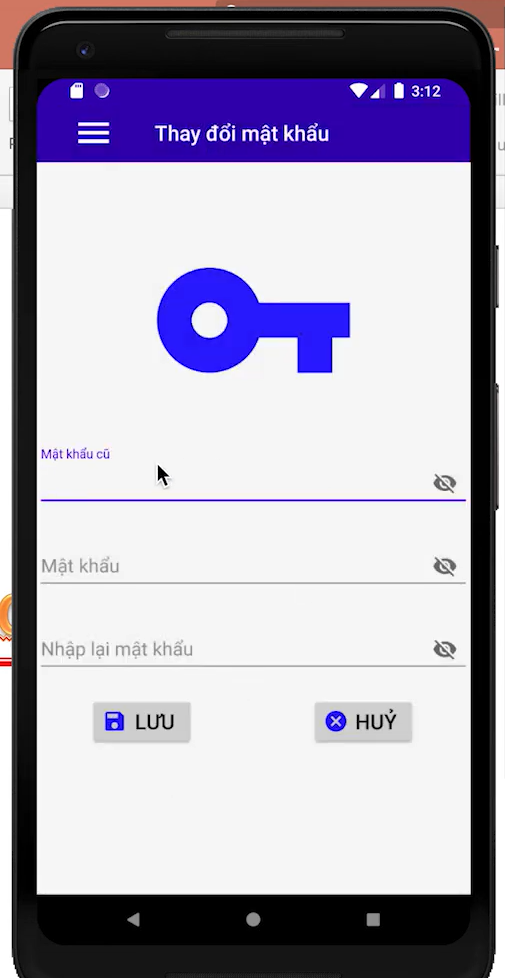 3:12
Thay đổi mật khẩu
Mật khẩu cũ
Mật khẩu
Nhập lại mật khẩu
LƯU
HUỶ